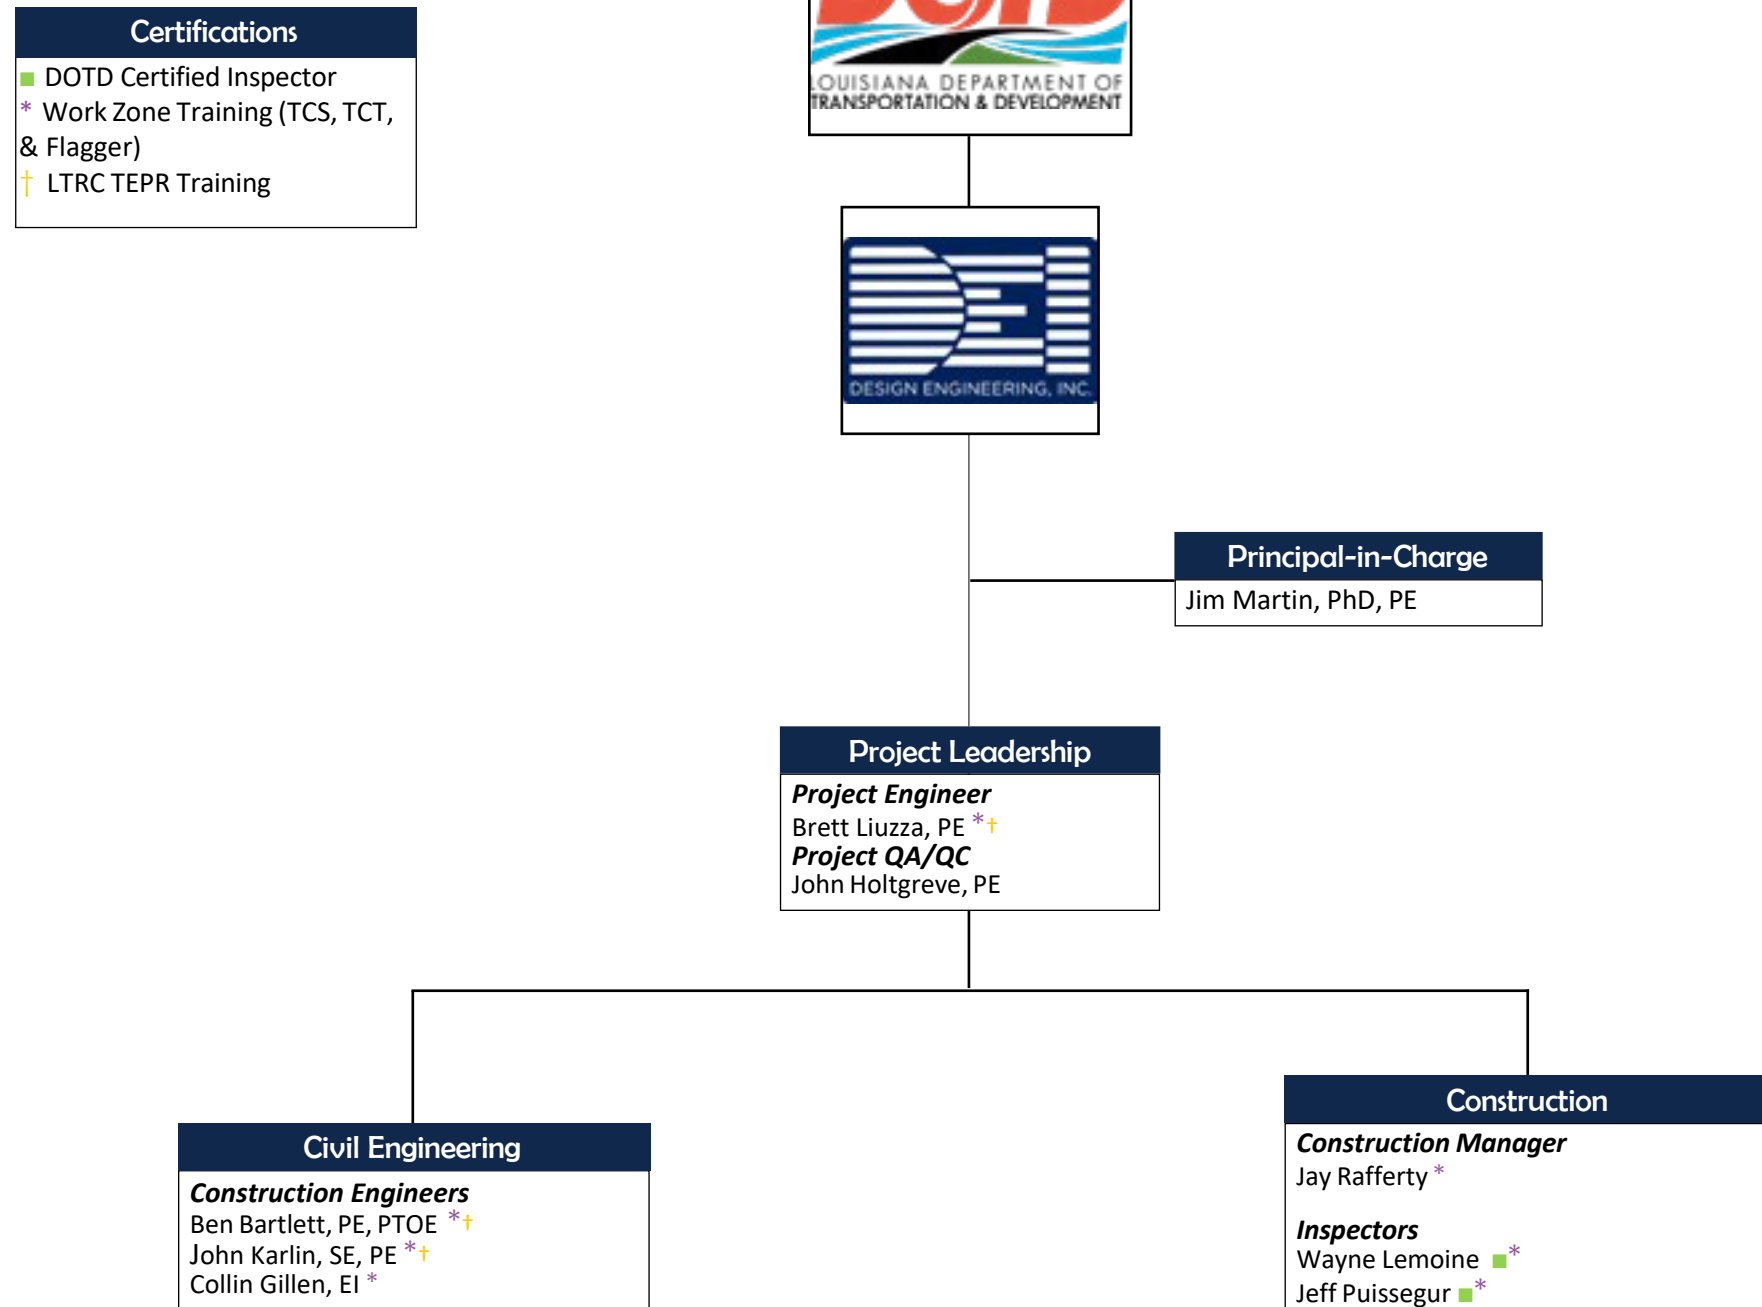 Certifications
■ DOTD Certified Inspector
* Work Zone Training (TCS, TCT,
& Flagger)
† LTRC TEPR Training
DOTD
LOUISIANA DEPARTMENT OF
TRANSPORTATION & DEVELOPMENT
DEI
DESIGN ENGINEERING, INC.
Principal-in-Charge
Jim Martin, PhD, PE
Project Leadership
Project Engineer
Brett Liuzza, PE *†
Project QA/QC
John Holtgreve, PE
Civil Engineering
Construction Engineers
Ben Bartlett, PE, PTOE *†
John Karlin, SE, PE *†
Collin Gillen, EI *
Construction
Construction Manager
Jay Rafferty *
Inspectors
Wayne Lemoine ■*
Jeff Puissegur ■*